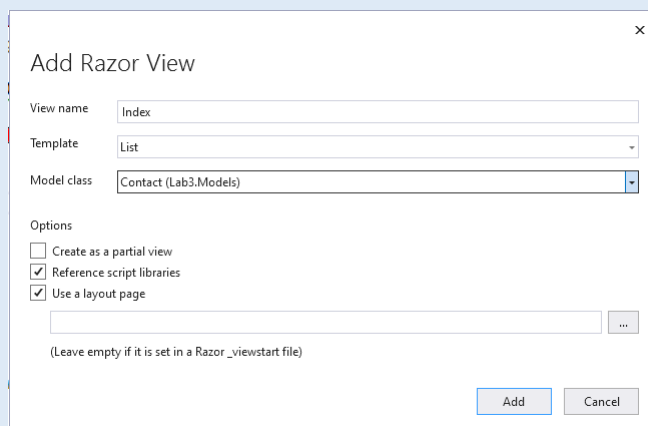 ×
Add Razor View
View name Index
Template List
Model class Contact (Lab3.Models)
Options
Create as a partial view
Reference script libraries
Use a layout page
...
(Leave empty if it is set in a Razor _viewstart file)
Add Cancel